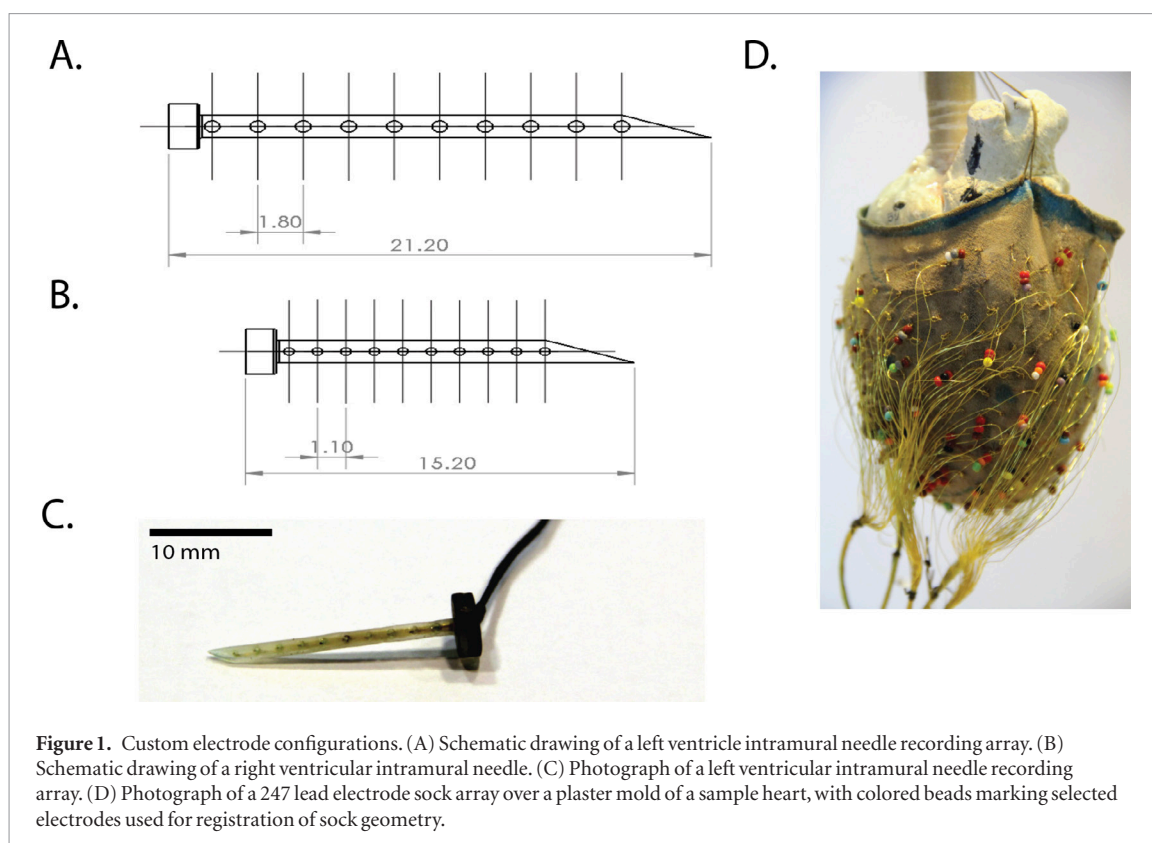 A.
D.
1.80
21.20
B.
1.10
15.20
C.
10 mm
Figure 1. Custom electrode configurations. (A) Schematic drawing of a left ventricle intramural needle recording array. (B)
Schematic drawing of a right ventricular intramural needle. (C) Photograph of a left ventricular intramural needle recording
array. (D) Photograph of a 247 lead electrode sock array over a plaster mold of a sample heart, with colored beads marking selected
electrodes used for registration of sock geometry.